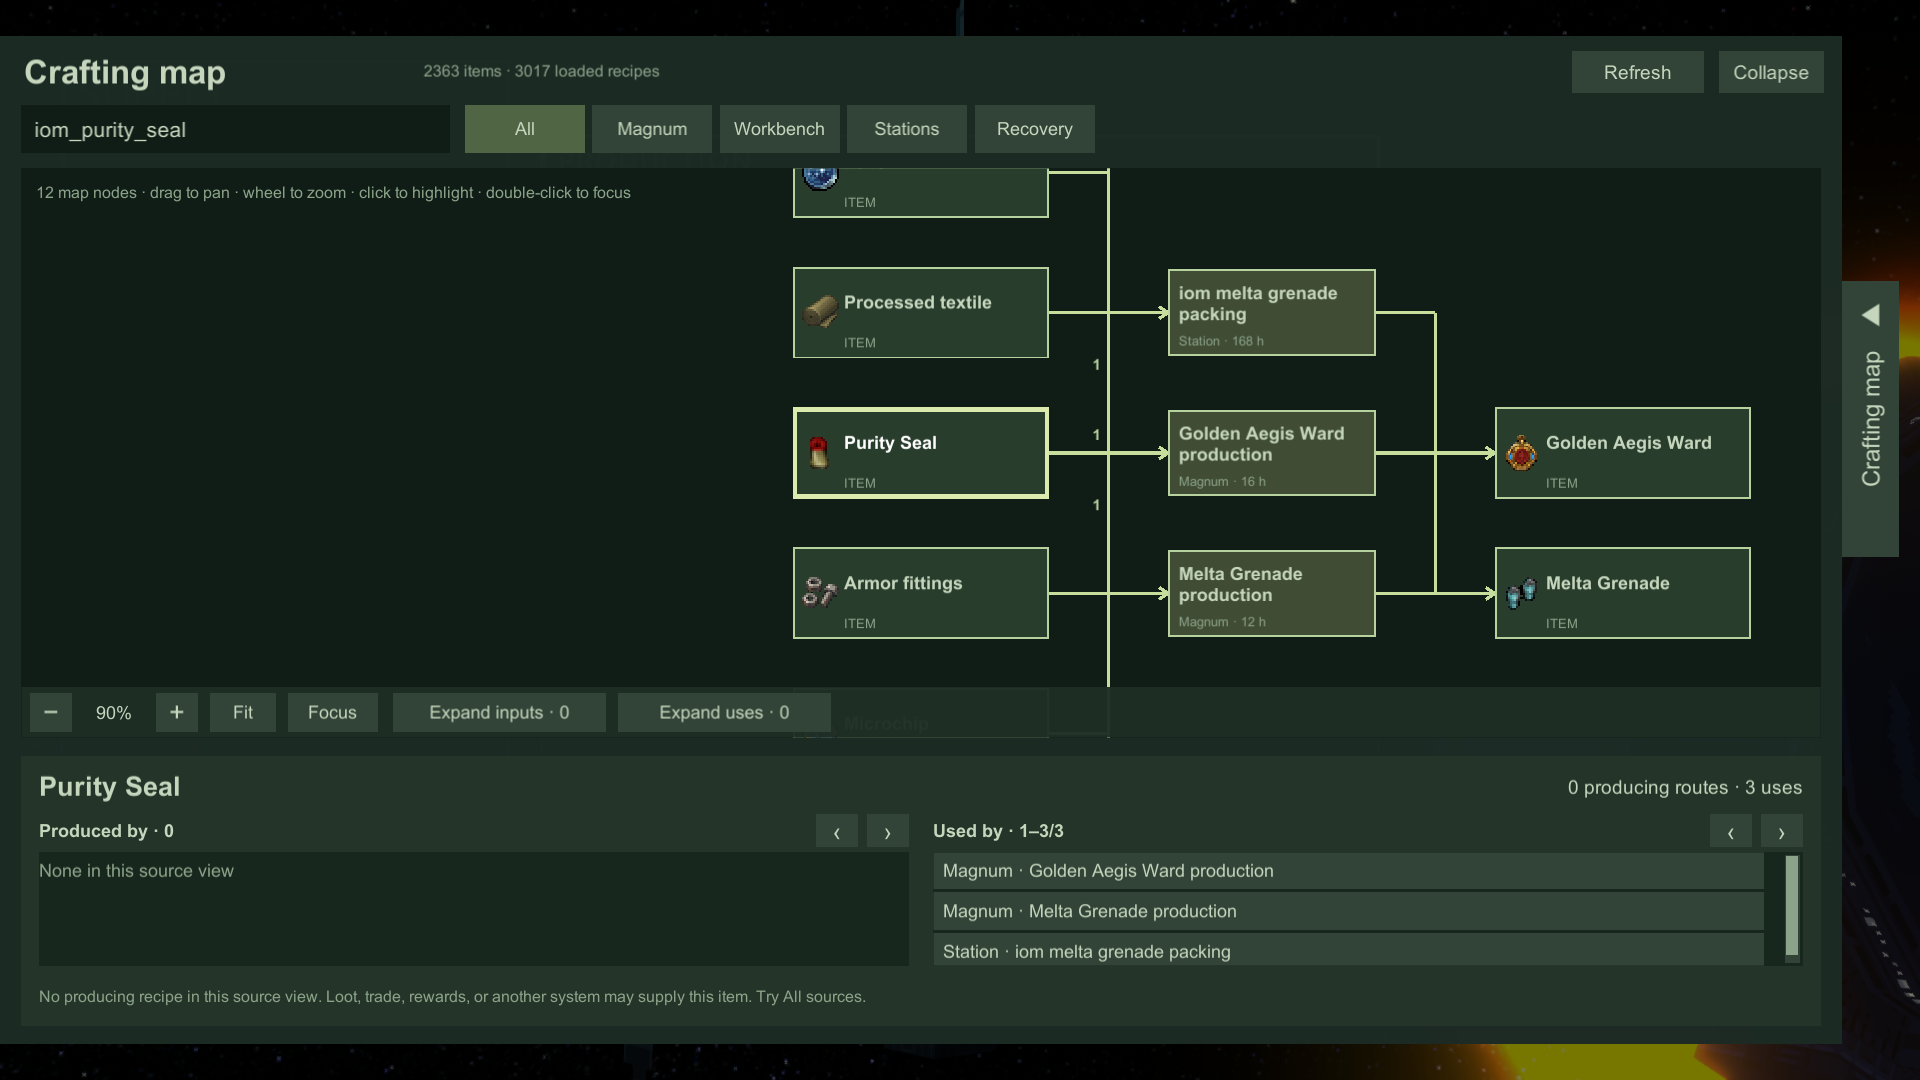 Crafting map
2363 items · 3017 loaded recipes
Refresh
Collapse
iom_purity_seal
All
Magnum
Workbench
Stations
Recovery
12 map nodes · drag to pan · wheel to zoom · click to highlight · double-click to focus
ITEM
Processed textile
ITEM
iom melta grenade
packing
Station · 168 h
1
Purity Seal
ITEM
1
Golden Aegis Ward
production
Magnum · 16 h
Golden Aegis Ward
ITEM
1
Armor fittings
ITEM
Melta Grenade
production
Magnum · 12 h
Melta Grenade
ITEM
Crafting map
−
90%
+
Fit
Focus
Expand inputs · 0
Expand uses · 0
Microchip
Purity Seal
0 producing routes · 3 uses
Produced by · 0
‹
›
Used by · 1–3/3
‹
›
None in this source view
Magnum · Golden Aegis Ward production
Magnum · Melta Grenade production
Station · iom melta grenade packing
No producing recipe in this source view. Loot, trade, rewards, or another system may supply this item. Try All sources.